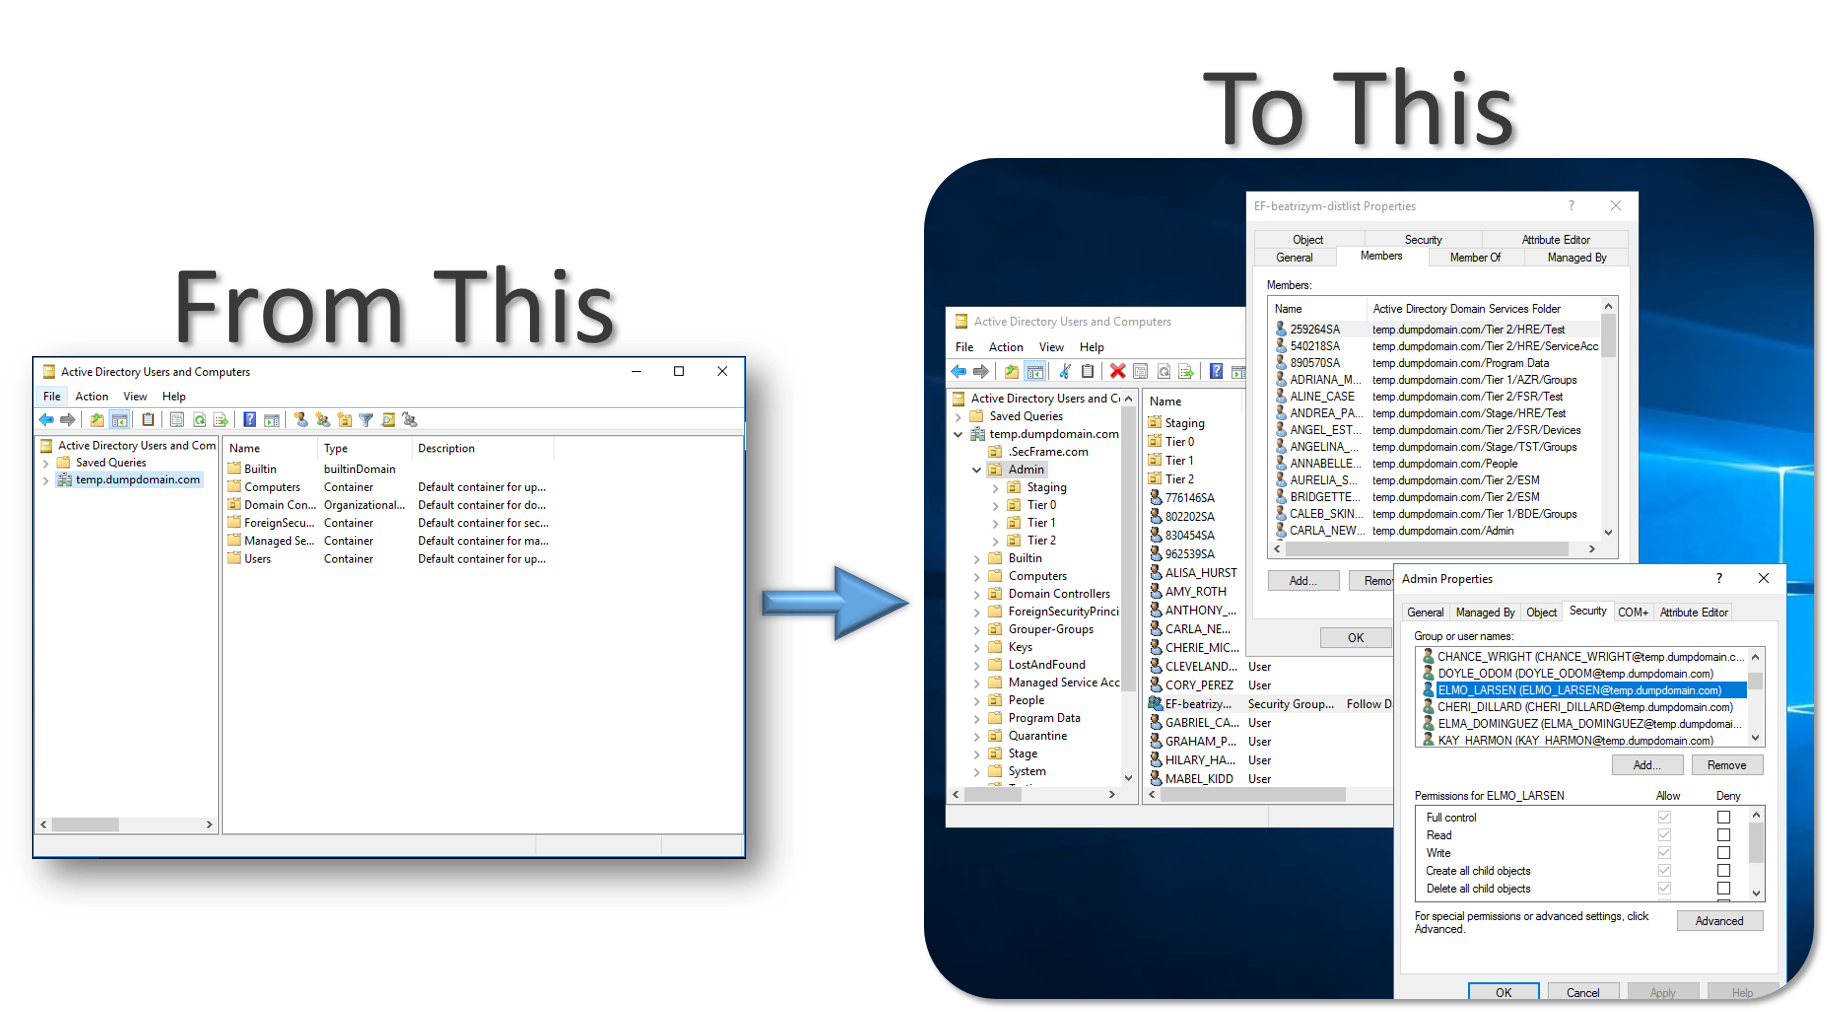 From This
Active Directory Users and Computers
File Action View Help
Active Directory Users and Com
Saved Queries
temp.dumpdomain.com
Name Type Description
Builtin builtinDomain
Computers Container Default container for up...
Domain Con... Organizational... Default container for do...
ForeignSecu... Container Default container for sec...
Managed Se... Container Default container for ma...
Users Container Default container for up...
To This
Active Directory Users and Computers
File Action View Help
Active Directory Users and C
Saved Queries
temp.dumpdomain.com
.SecFrame.com
Admin
Staging
Tier 0
Tier 1
Tier 2
Builtin
Computers
Domain Controllers
ForeignSecurityPrinci
Grouper-Groups
Keys
LostAndFound
Managed Service Acc
People
Program Data
Quarantine
Stage
System
Name
Staging
Tier 0
Tier 1
Tier 2
776146SA
802202SA
830454SA
962539SA
ALISA_HURST
AMY_ROTH
ANTHONY_...
CARLA_NE...
CHERIE_MIC...
CLEVELAND... User
CORY_PEREZ User
EF-beatrizy... Security Group... Follow D
GABRIEL_CA... User
GRAHAM_P... User
HILARY_HA... User
MABEL_KIDD User
EF-beatrizym-distlist Properties
Object Security Attribute Editor
General Members Member Of Managed By
Members:
Name Active Directory Domain Services Folder
259264SA temp.dumpdomain.com/Tier 2/HRE/Test
540218SA temp.dumpdomain.com/Tier 2/HRE/ServiceAcc
890570SA temp.dumpdomain.com/Program Data
ADRIANA_M... temp.dumpdomain.com/Tier 1/AZR/Groups
ALINE_CASE temp.dumpdomain.com/Tier 2/FSR/Test
ANDREA_PA... temp.dumpdomain.com/Stage/HRE/Test
ANGEL_EST... temp.dumpdomain.com/Tier 2/FSR/Devices
ANGELINA_... temp.dumpdomain.com/Stage/TST/Groups
ANNABELLE... temp.dumpdomain.com/People
AURELIA_S... temp.dumpdomain.com/Tier 2/ESM
BRIDGETTE... temp.dumpdomain.com/Tier 2/ESM
CALEB_SKIN... temp.dumpdomain.com/Tier 1/BDE/Groups
CARLA_NEW... temp.dumpdomain.com/Admin
Add... Remo
OK
Admin Properties
General Managed By Object Security COM+ Attribute Editor
Group or user names:
CHANCE_WRIGHT (CHANCE_WRIGHT@temp.dumpdomain.c...
DOYLE_ODOM (DOYLE_ODOM@temp.dumpdomain.com)
ELMO_LARSEN (ELMO_LARSEN@temp.dumpdomain.com)
CHERI_DILLARD (CHERI_DILLARD@temp.dumpdomain.com)
ELMA_DOMINGUEZ (ELMA_DOMINGUEZ@temp.dumpdomai...
KAY_HARMON (KAY_HARMON@temp.dumpdomain.com)
Add... Remove
Permissions for ELMO_LARSEN Allow Deny
Full control
Read
Write
Create all child objects
Delete all child objects
For special permissions or advanced settings, click
Advanced.
Advanced
OK Cancel Apply Help